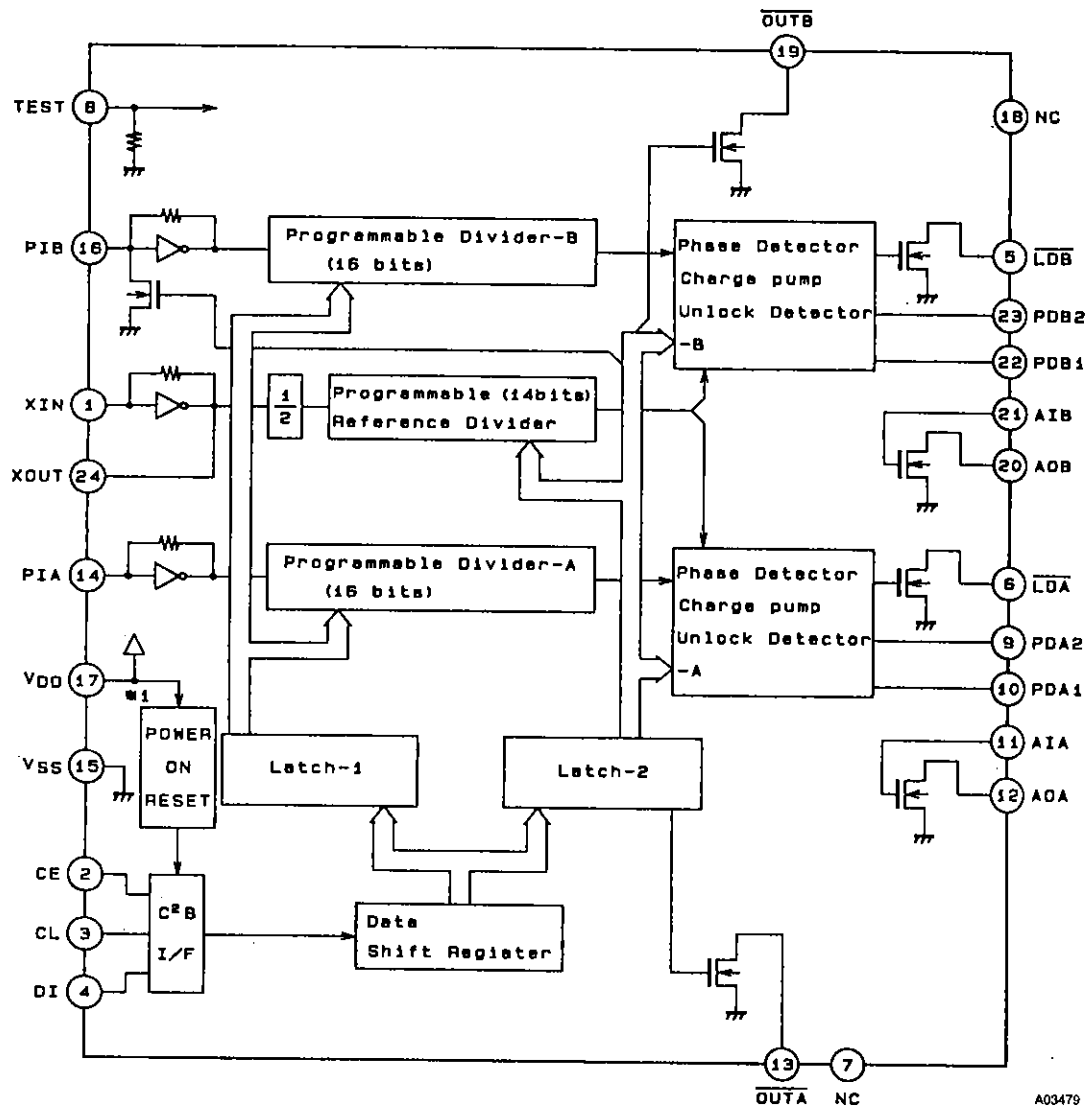 OUTB
19
TEST 8
18 NC
PIB 16
Programmable Divider-B
(16 bits)
Phase Detector
Charge pump
Unlock Detector
-B
5 LDB
23 PDB2
22 PDB1
XIN 1
1/2
Programmable (14bits)
Reference Divider
21 AIB
XOUT 24
20 AOB
PIA 14
Programmable Divider-A
(16 bits)
Phase Detector
Charge pump
Unlock Detector
-A
6 LDA
9 PDA2
10 PDA1
VDD 17
*1
POWER
ON
RESET
VSS 15
Latch-1
Latch-2
11 AIA
12 AOA
CE 2
CL 3
DI 4
C²B
I/F
Data
Shift Register
13
7
OUTA
NC
A03479